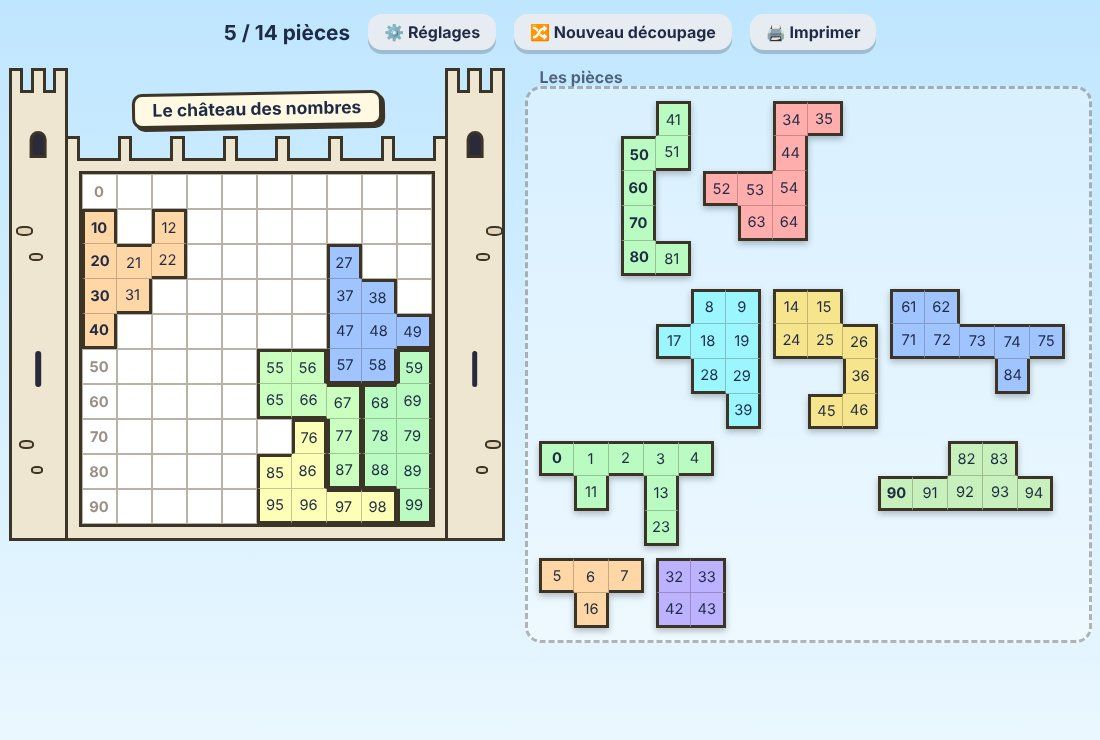 5 / 14 pièces
⚙️ Réglages
🔀 Nouveau découpage
🖨️ Imprimer
Le château des nombres
0
10 12
20 21 22 27
30 31 37 38
40 47 48 49
50 55 56 57 58 59
60 65 66 67 68 69
70 76 77 78 79
80 85 86 87 88 89
90 95 96 97 98 99
Les pièces
41
50 51
60
70
80 81
34 35
44
52 53 54
63 64
8 9
17 18 19
28 29
39
14 15
24 25 26
36
45 46
61 62
71 72 73 74 75
84
0 1 2 3 4
11 13
23
82 83
90 91 92 93 94
5 6 7
16
32 33
42 43